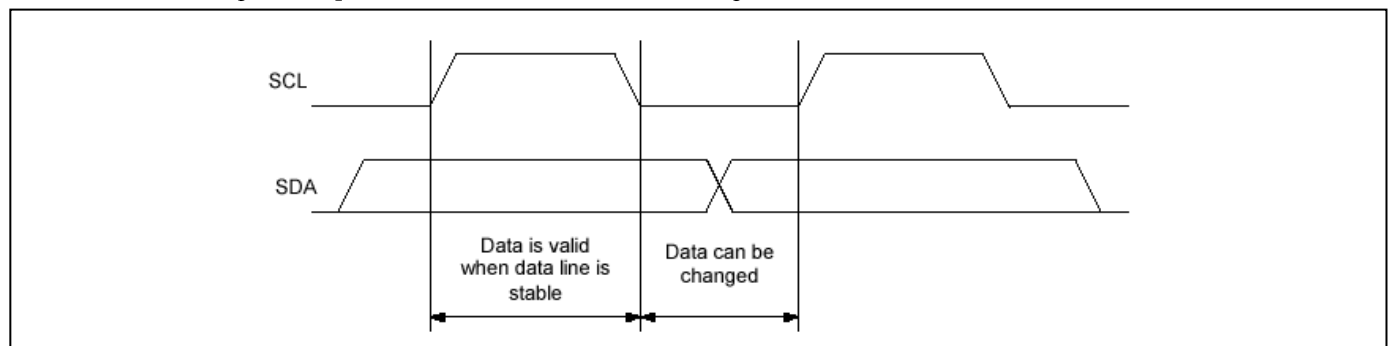 SCL
SDA
Data is valid
when data line is
stable
Data can be
changed